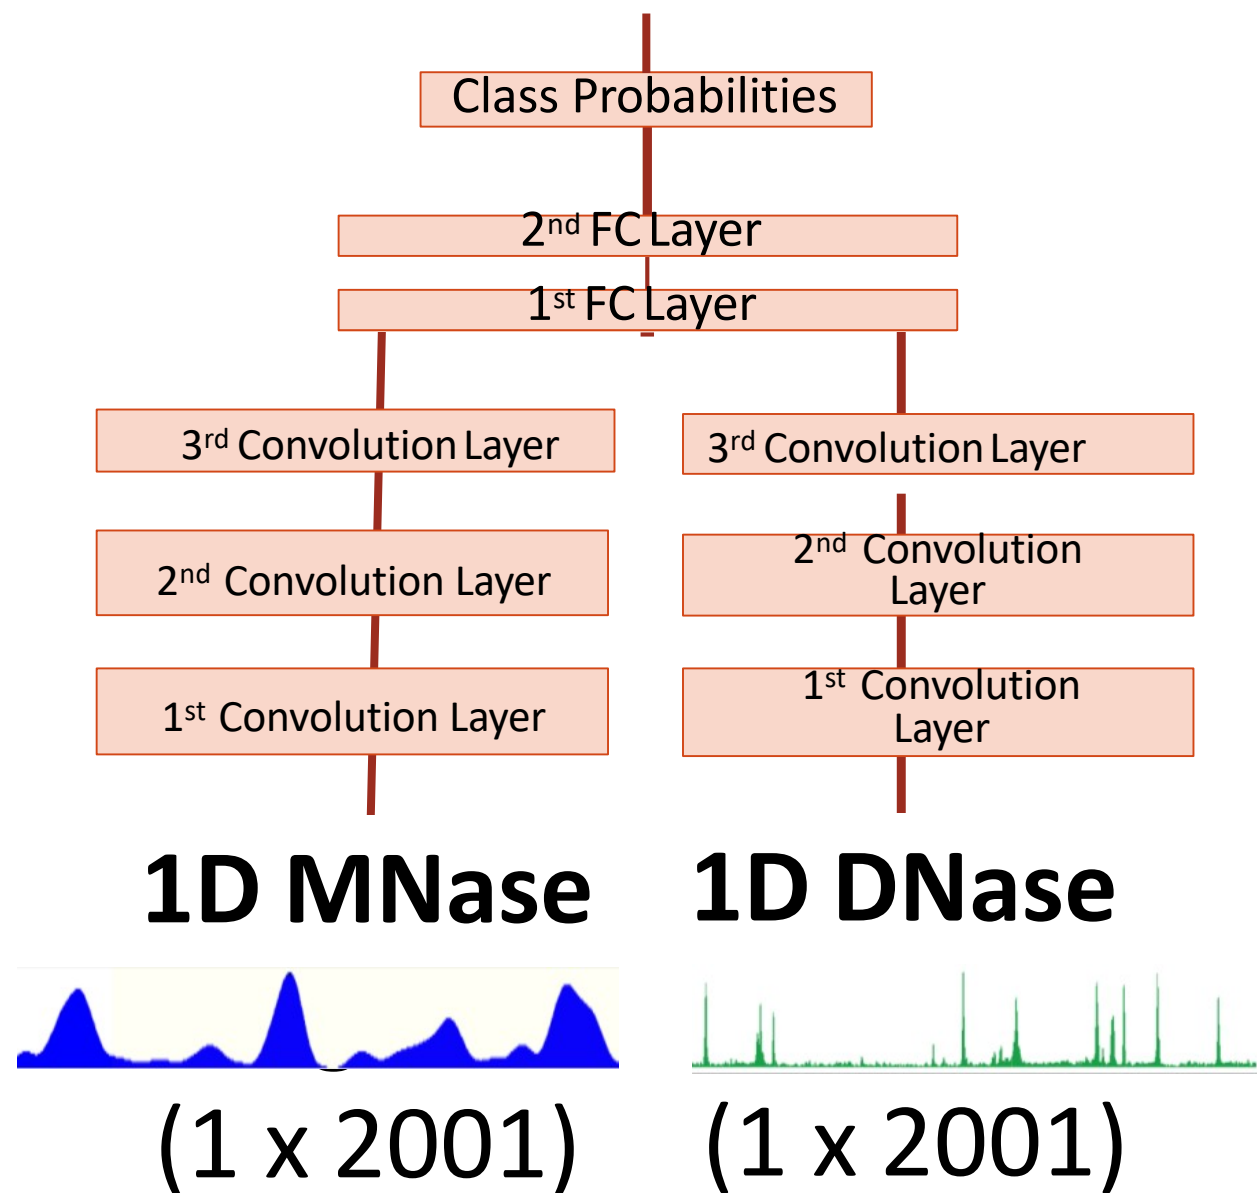 Class Probabilities
2nd FC Layer
1st FC Layer
3rd Convolution Layer
3rd Convolution Layer
2nd Convolution Layer
2nd Convolution
Layer
1st Convolution Layer
1st Convolution
Layer
1D MNase
1D DNase
(1 x 2001)
(1 x 2001)